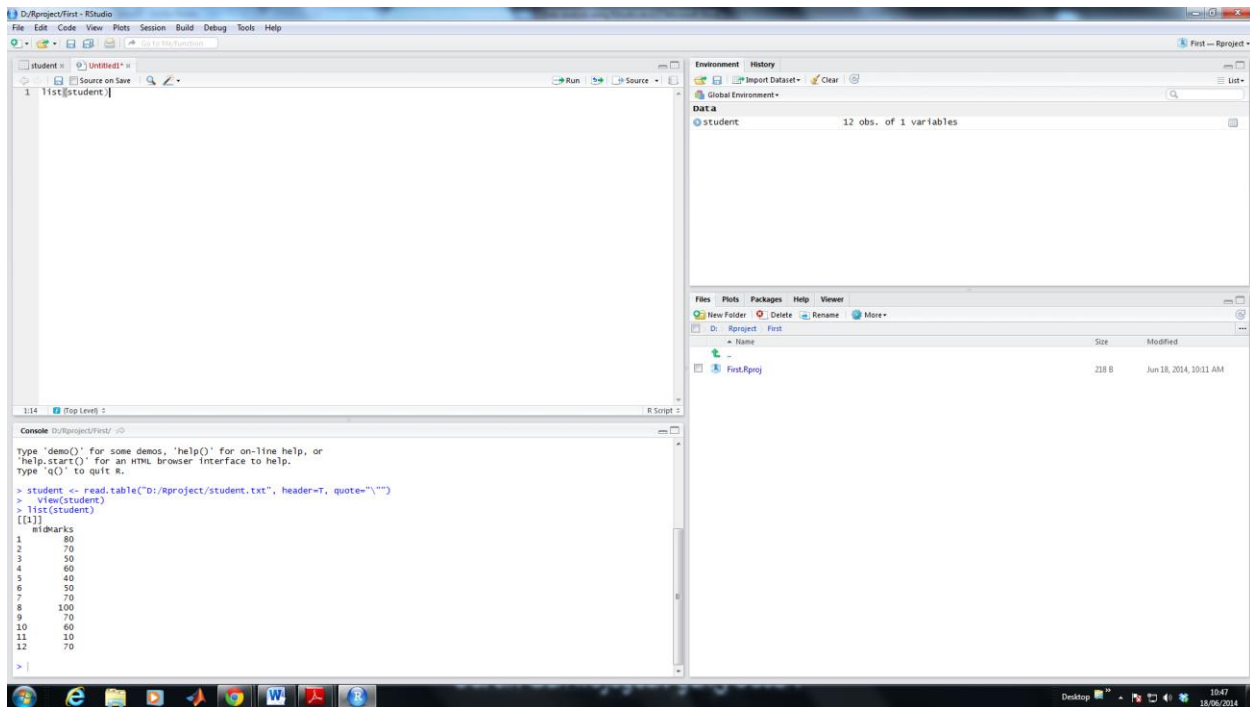 D:/Rproject/First - RStudio
File Edit Code View Plots Session Build Debug Tools Help
Go to file/function
First — Rproject
student
Untitled1*
Source on Save
Run
Source
1 list(student)
1:14
(Top Level)
R Script
Console D:/Rproject/First/
Type 'demo()' for some demos, 'help()' for on-line help, or
'help.start()' for an HTML browser interface to help.
Type 'q()' to quit R.
> student <- read.table("D:/Rproject/student.txt", header=T, quote="\"")
> View(student)
> list(student)
[[1]]
midMarks
1 80
2 70
3 50
4 60
5 40
6 50
7 70
8 100
9 70
10 60
11 10
12 70
>
Environment History
Import Dataset
Clear
List
Global Environment
Data
student 12 obs. of 1 variables
Files Plots Packages Help Viewer
New Folder Delete Rename More
D: Rproject First
Name Size Modified
..
First.Rproj 218 B Jun 18, 2014, 10:11 AM
Desktop
10:47
18/06/2014